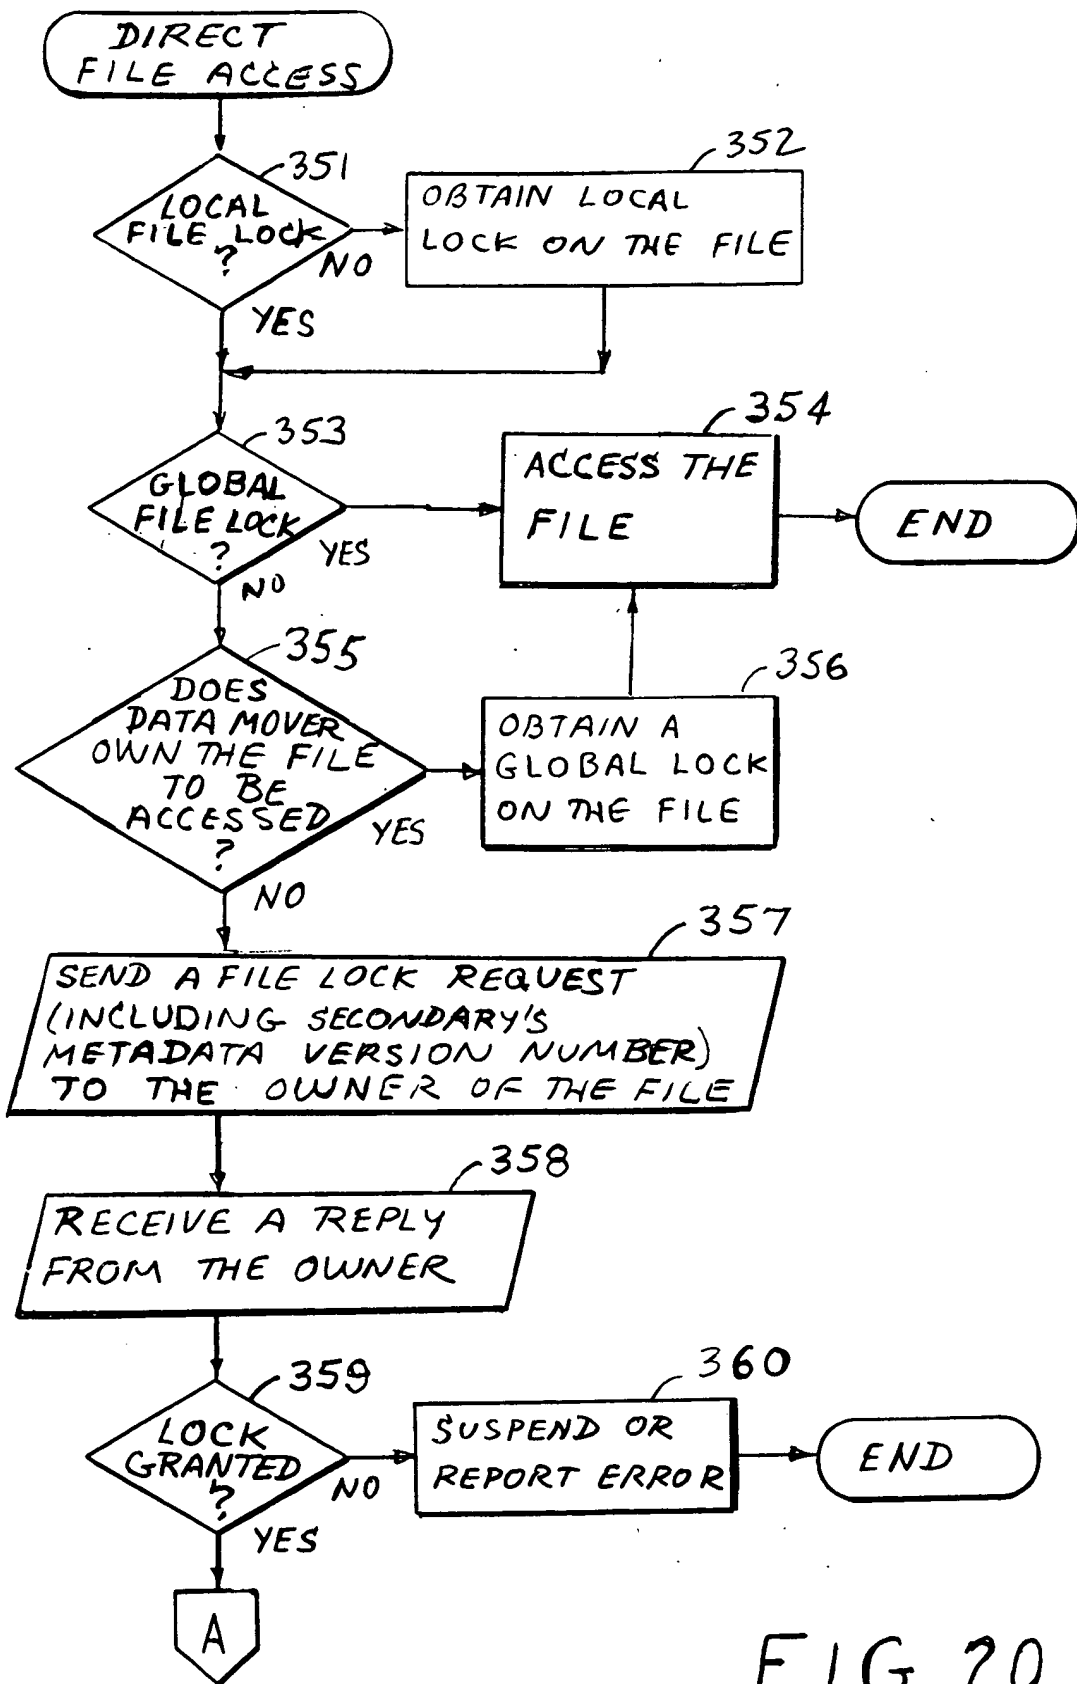 DIRECT
FILE ACCESS
351
LOCAL
FILE LOCK
?
NO
YES
352
OBTAIN LOCAL
LOCK ON THE FILE
353
GLOBAL
FILE LOCK
?
YES
NO
354
ACCESS THE
FILE
END
355
DOES
DATA MOVER
OWN THE FILE
TO BE
ACCESSED
?
YES
NO
356
OBTAIN A
GLOBAL LOCK
ON THE FILE
357
SEND A FILE LOCK REQUEST
(INCLUDING SECONDARY'S
METADATA VERSION NUMBER)
TO THE OWNER OF THE FILE
358
RECEIVE A REPLY
FROM THE OWNER
359
LOCK
GRANTED
?
NO
YES
360
SUSPEND OR
REPORT ERROR
END
A
FIG. 20